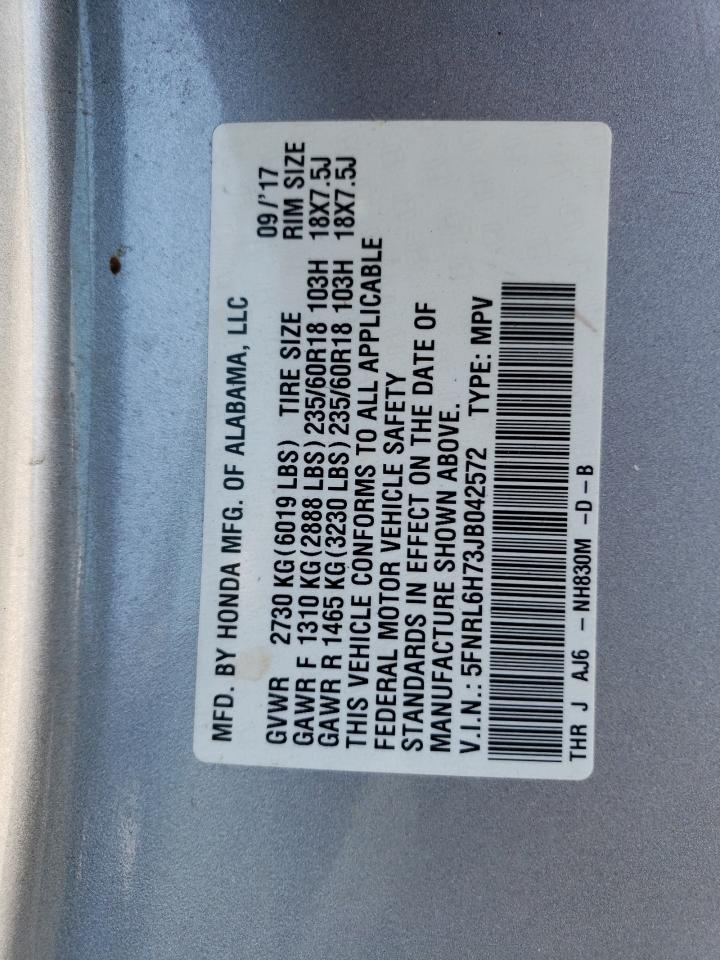 MFD. BY HONDA MFG. OF ALABAMA, LLC
09/'17
GVWR 2730 KG(6019 LBS) TIRE SIZE RIM SIZE
GAWR F 1310 KG(2888 LBS)235/60R18 103H 18X7.5J
GAWR R 1465 KG(3230 LBS)235/60R18 103H 18X7.5J
THIS VEHICLE CONFORMS TO ALL APPLICABLE
FEDERAL MOTOR VEHICLE SAFETY
STANDARDS IN EFFECT ON THE DATE OF
MANUFACTURE SHOWN ABOVE.
V.I.N.: 5FNRL6H73JB042572 TYPE: MPV
THR J AJ6 -NH830M -D-B